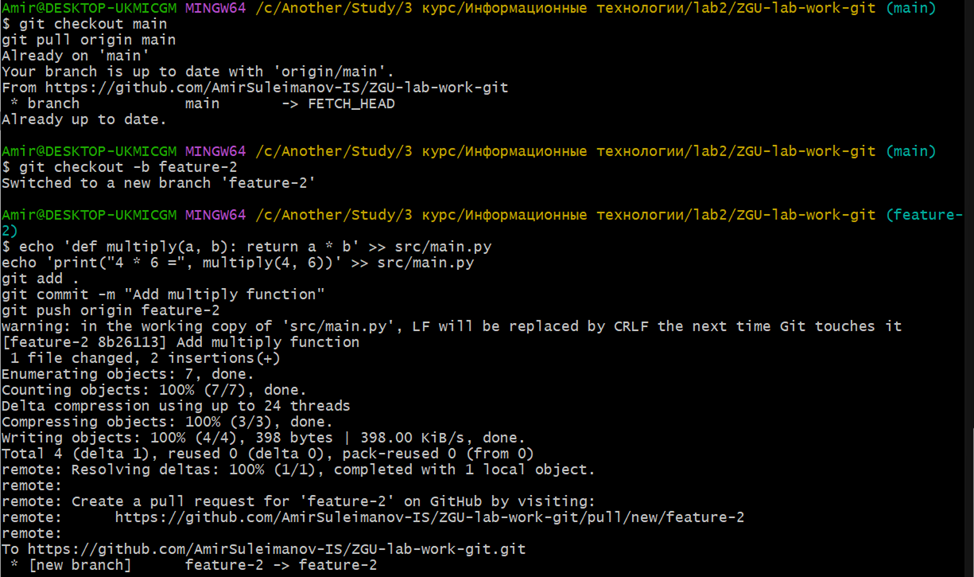 Amir@DESKTOP-UKMICGM MINGW64 /c/Another/Study/3 курс/Информационные технологии/lab2/ZGU-lab-work-git (main)
$ git checkout main
git pull origin main
Already on 'main'
Your branch is up to date with 'origin/main'.
From https://github.com/AmirSuleimanov-IS/ZGU-lab-work-git
 * branch            main       -> FETCH_HEAD
Already up to date.

Amir@DESKTOP-UKMICGM MINGW64 /c/Another/Study/3 курс/Информационные технологии/lab2/ZGU-lab-work-git (main)
$ git checkout -b feature-2
Switched to a new branch 'feature-2'

Amir@DESKTOP-UKMICGM MINGW64 /c/Another/Study/3 курс/Информационные технологии/lab2/ZGU-lab-work-git (feature-
2)
$ echo 'def multiply(a, b): return a * b' >> src/main.py
echo 'print("4 * 6 =", multiply(4, 6))' >> src/main.py
git add .
git commit -m "Add multiply function"
git push origin feature-2
warning: in the working copy of 'src/main.py', LF will be replaced by CRLF the next time Git touches it
[feature-2 8b26113] Add multiply function
 1 file changed, 2 insertions(+)
Enumerating objects: 7, done.
Counting objects: 100% (7/7), done.
Delta compression using up to 24 threads
Compressing objects: 100% (3/3), done.
Writing objects: 100% (4/4), 398 bytes | 398.00 KiB/s, done.
Total 4 (delta 1), reused 0 (delta 0), pack-reused 0 (from 0)
remote: Resolving deltas: 100% (1/1), completed with 1 local object.
remote:
remote: Create a pull request for 'feature-2' on GitHub by visiting:
remote:      https://github.com/AmirSuleimanov-IS/ZGU-lab-work-git/pull/new/feature-2
remote:
To https://github.com/AmirSuleimanov-IS/ZGU-lab-work-git.git
 * [new branch]      feature-2 -> feature-2